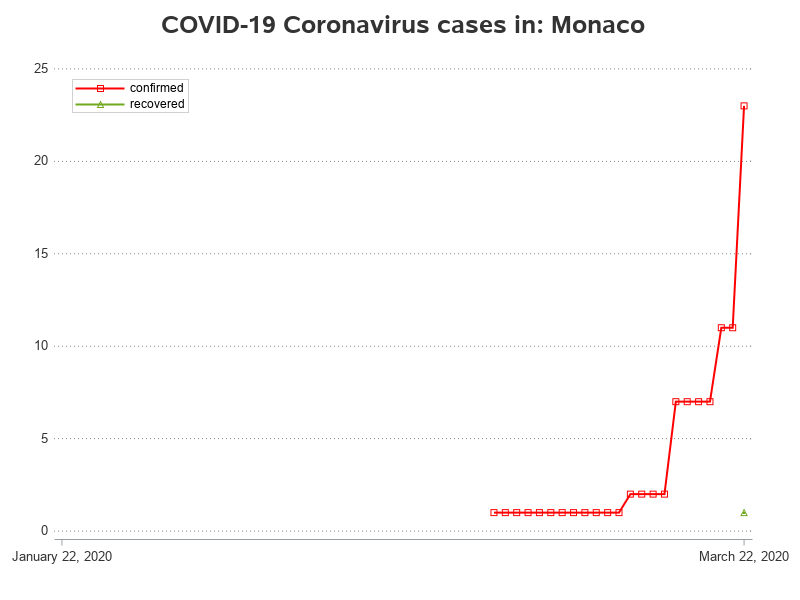 COVID-19 Coronavirus cases in: Monaco
25
confirmed
recovered
20
15
10
5
0
January 22, 2020
March 22, 2020